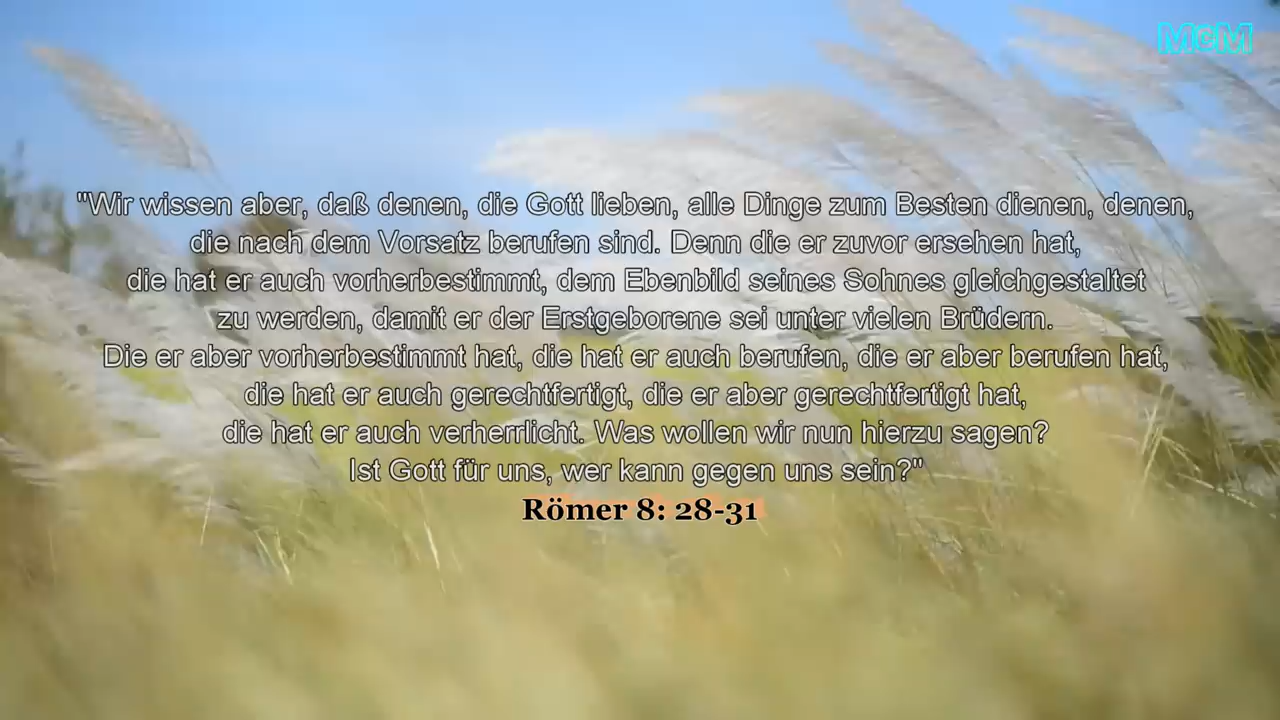 McM
"Wir wissen aber, daß denen, die Gott lieben, alle Dinge zum Besten dienen, denen,
die nach dem Vorsatz berufen sind. Denn die er zuvor ersehen hat,
die hat er auch vorherbestimmt, dem Ebenbild seines Sohnes gleichgestaltet
zu werden, damit er der Erstgeborene sei unter vielen Brüdern.
Die er aber vorherbestimmt hat, die hat er auch berufen, die er aber berufen hat,
die hat er auch gerechtfertigt, die er aber gerechtfertigt hat,
die hat er auch verherrlicht. Was wollen wir nun hierzu sagen?
Ist Gott für uns, wer kann gegen uns sein?"
Römer 8: 28-31